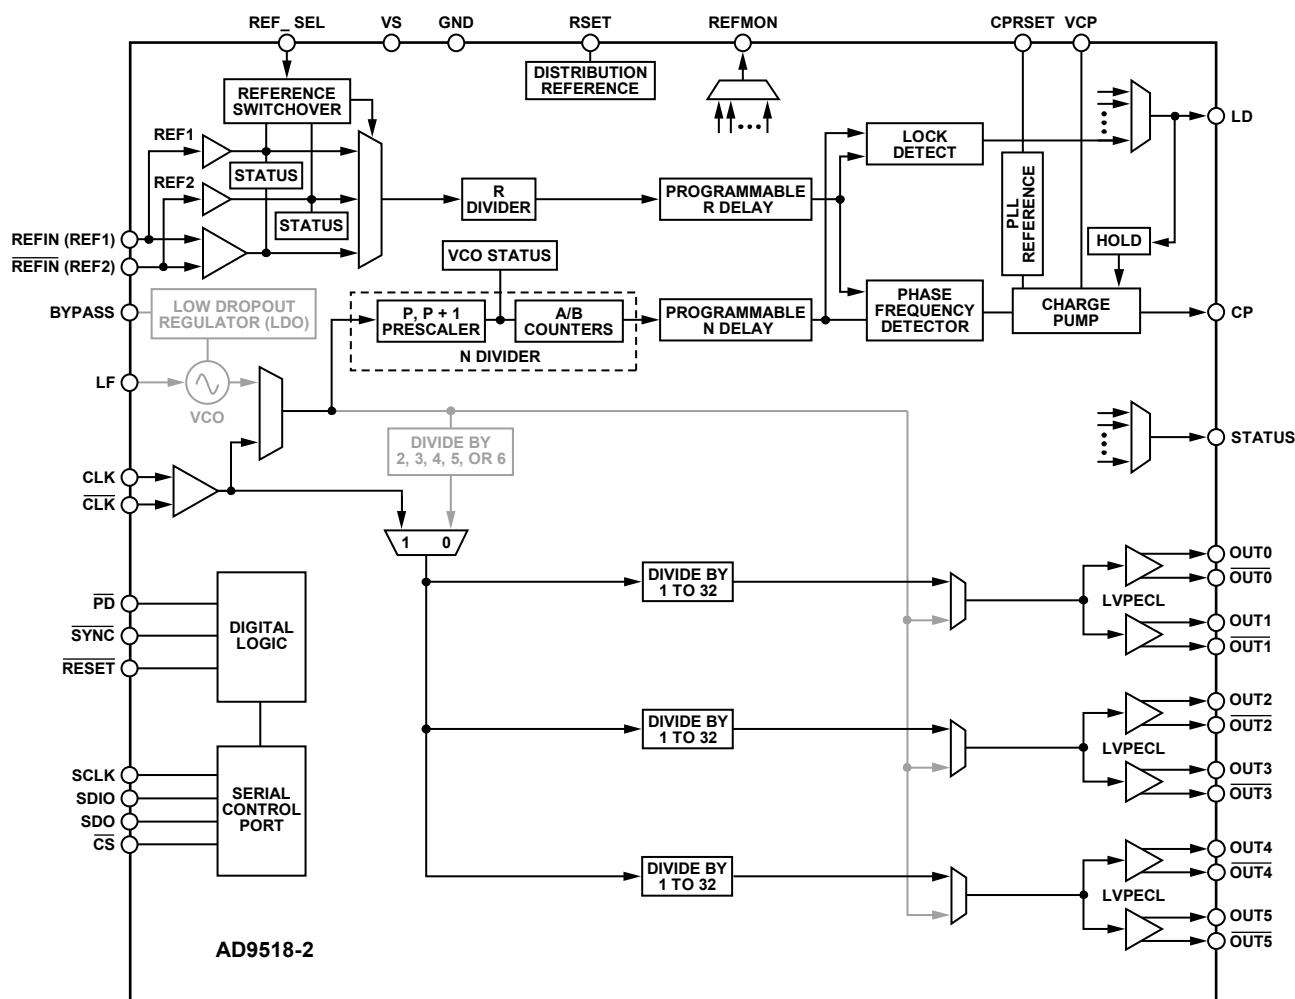 REF_SEL
VS
GND
RSET
REFMON
CPRSET
VCP
DISTRIBUTION
REFERENCE
REFERENCE
SWITCHOVER
REF1
STATUS
REF2
STATUS
R
DIVIDER
PROGRAMMABLE
R DELAY
LOCK
DETECT
PLL
REFERENCE
LD
HOLD
REFIN (REF1)
REFIN (REF2)
BYPASS
LOW DROPOUT
REGULATOR (LDO)
VCO STATUS
P, P + 1
PRESCALER
A/B
COUNTERS
N DIVIDER
PROGRAMMABLE
N DELAY
PHASE
FREQUENCY
DETECTOR
CHARGE
PUMP
CP
LF
VCO
DIVIDE BY
2, 3, 4, 5, OR 6
STATUS
CLK
CLK
1 0
DIVIDE BY
1 TO 32
LVPECL
OUT0
OUT0
OUT1
OUT1
PD
SYNC
RESET
DIGITAL
LOGIC
DIVIDE BY
1 TO 32
LVPECL
OUT2
OUT2
OUT3
OUT3
SCLK
SDIO
SDO
CS
SERIAL
CONTROL
PORT
DIVIDE BY
1 TO 32
LVPECL
OUT4
OUT4
OUT5
OUT5
AD9518-2